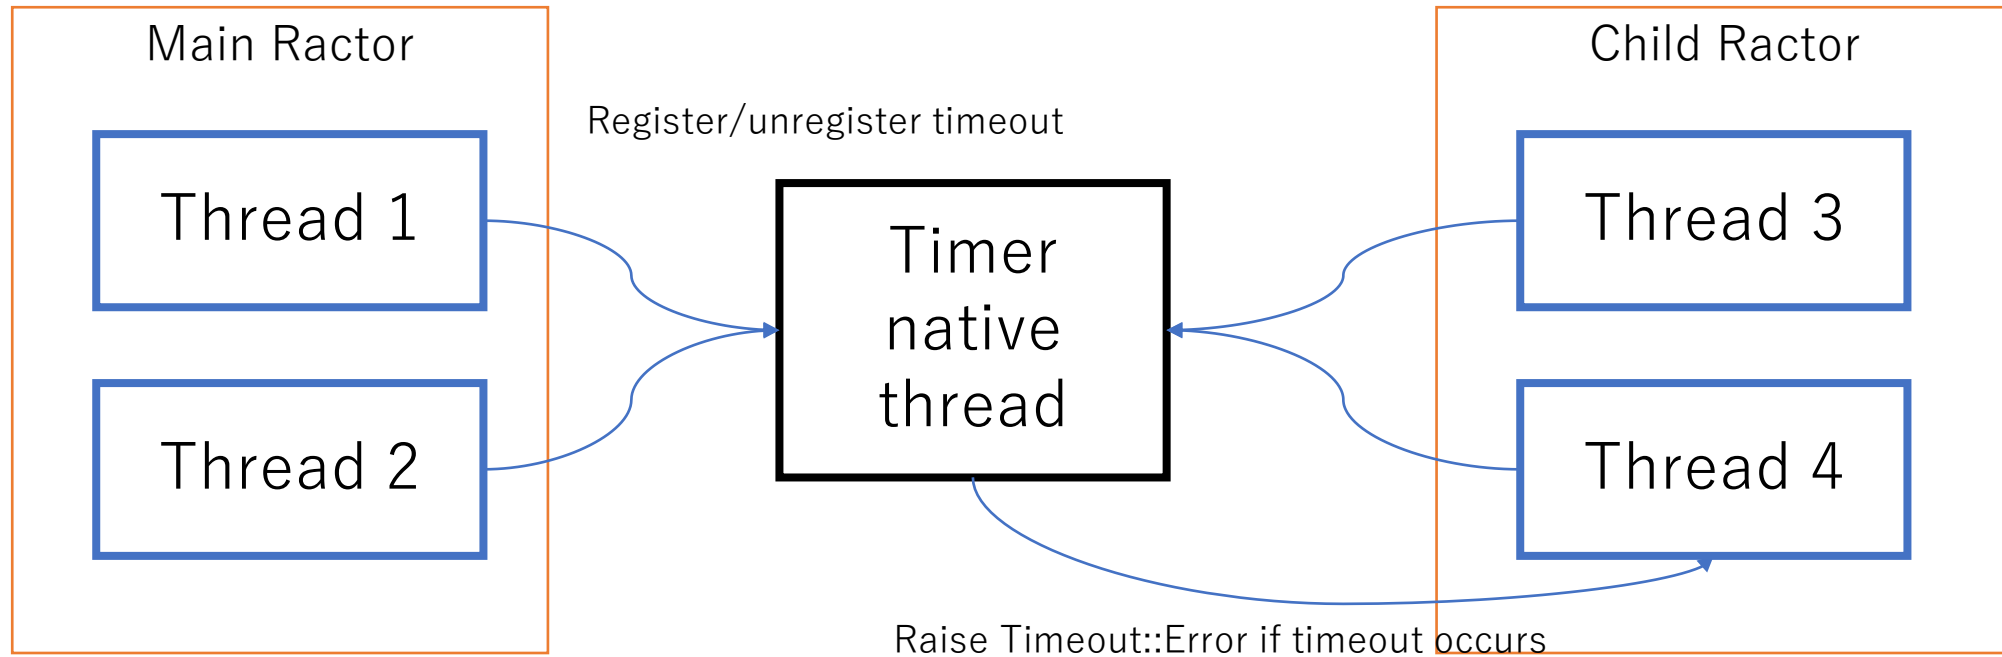 Main Ractor
Child Ractor
Register/unregister timeout
Thread 1
Thread 3
Timer
native
thread
Thread 2
Thread 4
Raise Timeout::Error if timeout occurs